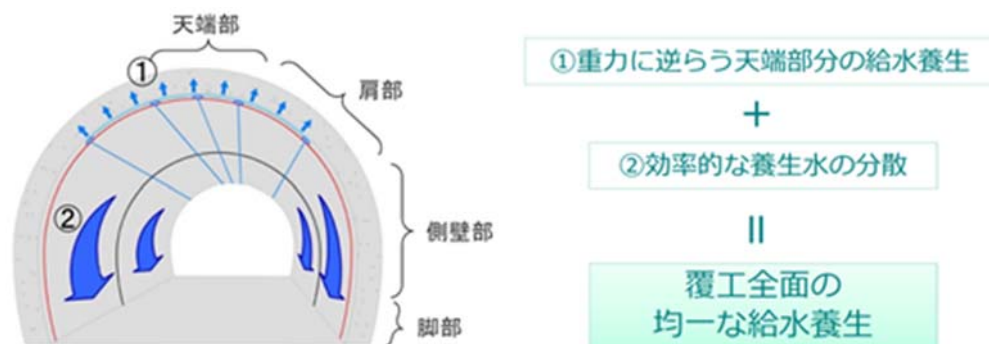 天端部
①
肩部
②
側壁部
脚部
①重力に逆らう天端部分の給水養生
+
②効率的な養生水の分散
=
覆工全面の
均一な給水養生